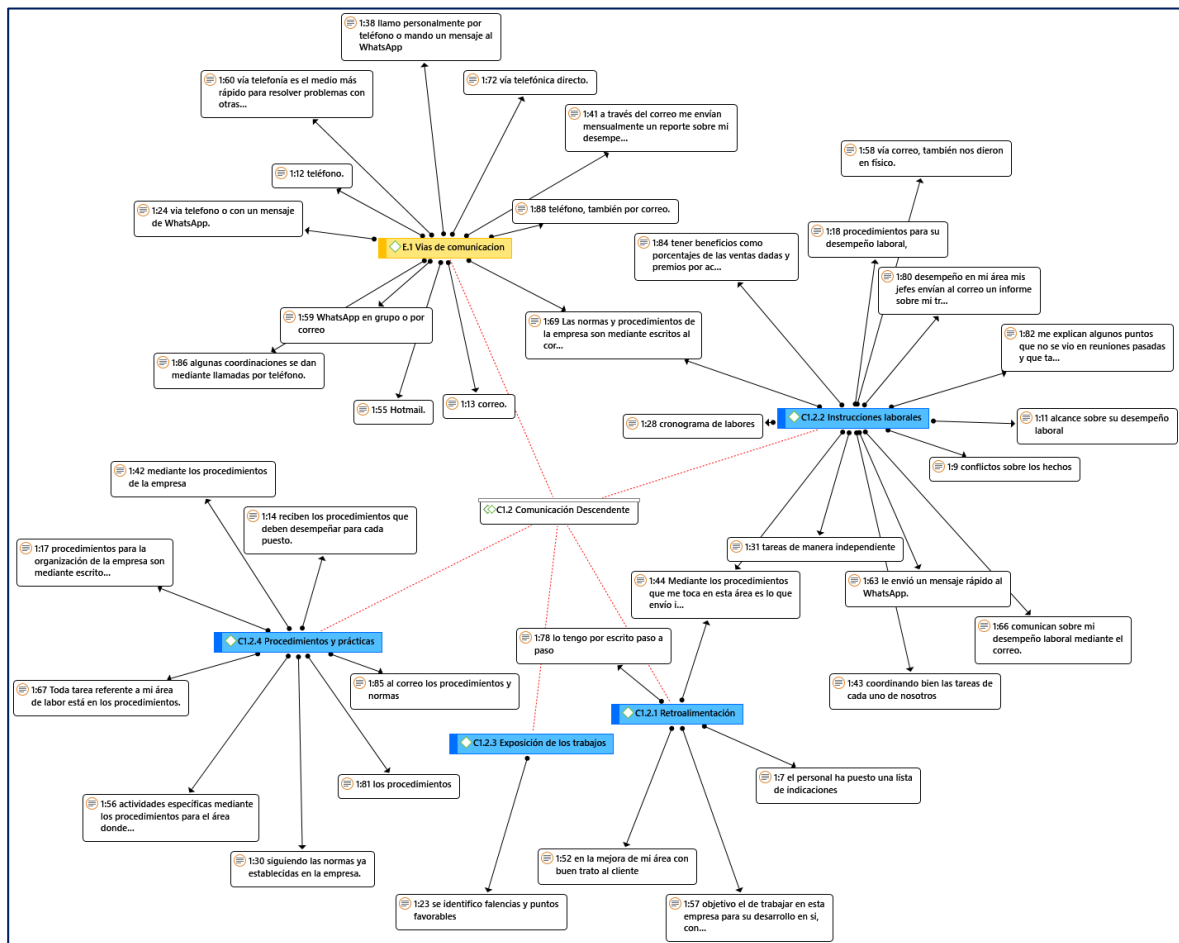 1:38 llamo personalmente por
teléfono o mando un mensaje al
WhatsApp
1:60 vía telefonía es el medio más
rápido para resolver problemas con
otras...
1:72 vía telefónica directo.
1:41 a través del correo me envían
mensualmente un reporte sobre mi
desempe...
1:12 teléfono.
1:24 via telefono o con un mensaje
de WhatsApp.
1:88 teléfono, también por correo.
E.1 Vias de comunicacion
1:59 WhatsApp en grupo o por
correo
1:86 algunas coordinaciones se dan
mediante llamadas por teléfono.
1:55 Hotmail.
1:13 correo.
1:69 Las normas y procedimientos de
la empresa son mediante escritos al
cor...
1:58 vía correo, también nos dieron
en físico.
1:18 procedimientos para su
desempeño laboral,
1:84 tener beneficios como
porcentajes de las ventas dadas y
premios por ac...
1:80 desempeño en mi área mis
jefes envían al correo un informe
sobre mi tr...
1:82 me explican algunos puntos
que no se vio en reuniones pasadas
y que ta...
C1.2.2 Instrucciones laborales
1:28 cronograma de labores
1:11 alcance sobre su desempeño
laboral
1:9 conflictos sobre los hechos
C1.2 Comunicación Descendente
1:42 mediante los procedimientos
de la empresa
1:14 reciben los procedimientos que
deben desempeñar para cada
puesto.
1:17 procedimientos para la
organización de la empresa son
mediante escrito...
1:31 tareas de manera independiente
1:44 Mediante los procedimientos
que me toca en esta área es lo que
envío i...
1:63 le envió un mensaje rápido al
WhatsApp.
1:66 comunican sobre mi
desempeño laboral mediante el
correo.
1:43 coordinando bien las tareas de
cada uno de nosotros
C1.2.4 Procedimientos y prácticas
1:78 lo tengo por escrito paso a
paso
1:67 Toda tarea referente a mi área
de labor está en los procedimientos.
1:85 al correo los procedimientos y
normas
C1.2.1 Retroalimentación
C1.2.3 Exposición de los trabajos
1:81 los procedimientos
1:7 el personal ha puesto una lista
de indicaciones
1:56 actividades específicas mediante
los procedimientos para el área
donde...
1:30 siguiendo las normas ya
establecidas en la empresa.
1:52 en la mejora de mi área con
buen trato al cliente
1:23 se identifico falencias y puntos
favorables
1:57 objetivo el de trabajar en esta
empresa para su desarrollo en si,
con...